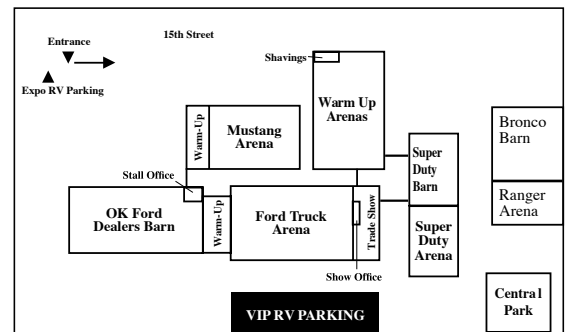 15th Street
Entrance
Expo RV Parking
Shavings
Warm Up
Arenas
Warm-Up
Mustang
Arena
Bronco
Barn
Super
Duty
Barn
Stall Office
Ranger
Arena
OK Ford
Dealers Barn
Warm-Up
Ford Truck
Arena
Trade Show
Super
Duty
Arena
Show Office
Central
Park
VIP RV PARKING